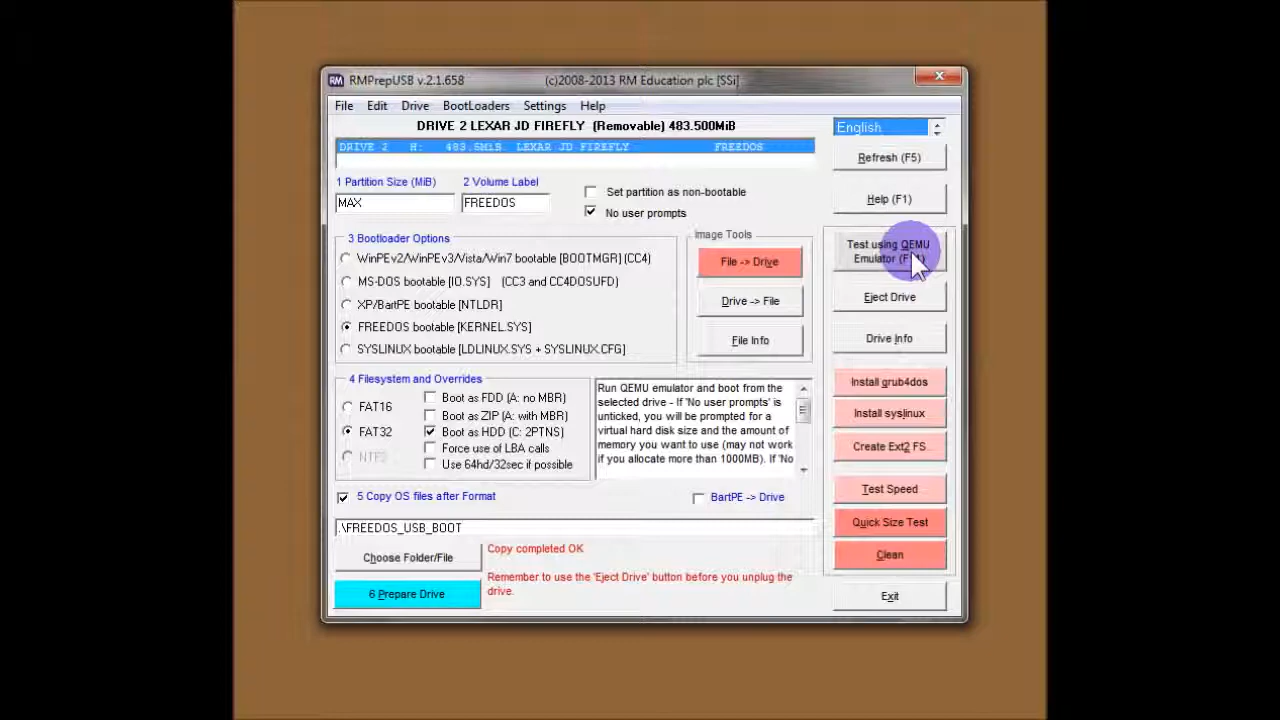 RM RMPrepUSB v.2.1.658 (c)2008-2013 RM Education plc [SSi]
File Edit Drive BootLoaders Settings Help
DRIVE 2 LEXAR JD FIREFLY (Removable) 483.500MiB
English
DRIVE 2 H: 483.5MiB LEXAR JD FIREFLY FREEDOS
Refresh (F5)
1 Partition Size (MiB) 2 Volume Label
MAX FREEDOS
Set partition as non-bootable
No user prompts
Help (F1)
3 Bootloader Options
WinPEv2/WinPEv3/Vista/Win7 bootable [BOOTMGR] (CC4)
MS-DOS bootable [IO.SYS] (CC3 and CC4DOSUFD)
XP/BartPE bootable [NTLDR]
FREEDOS bootable [KERNEL.SYS]
SYSLINUX bootable [LDLINUX.SYS + SYSLINUX.CFG]
Image Tools
File -> Drive
Drive -> File
File Info
Test using QEMU
Emulator
Eject Drive
Drive Info
4 Filesystem and Overrides
FAT16
FAT32
NTFS
Boot as FDD (A: no MBR)
Boot as ZIP (A: with MBR)
Boot as HDD (C: 2PTNS)
Force use of LBA calls
Use 64hd/32sec if possible
Run QEMU emulator and boot from the
selected drive - If 'No user prompts' is
unticked, you will be prompted for a
virtual hard disk size and the amount of
memory you want to use (may not work
if you allocate more than 1000MB). If 'No
Install grub4dos
Install syslinux
Create Ext2 FS
Test Speed
Quick Size Test
Clean
5 Copy OS files after Format
BartPE -> Drive
.\FREEDOS_USB_BOOT
Choose Folder/File
Copy completed OK
Remember to use the 'Eject Drive' button before you unplug the
drive.
6 Prepare Drive
Exit